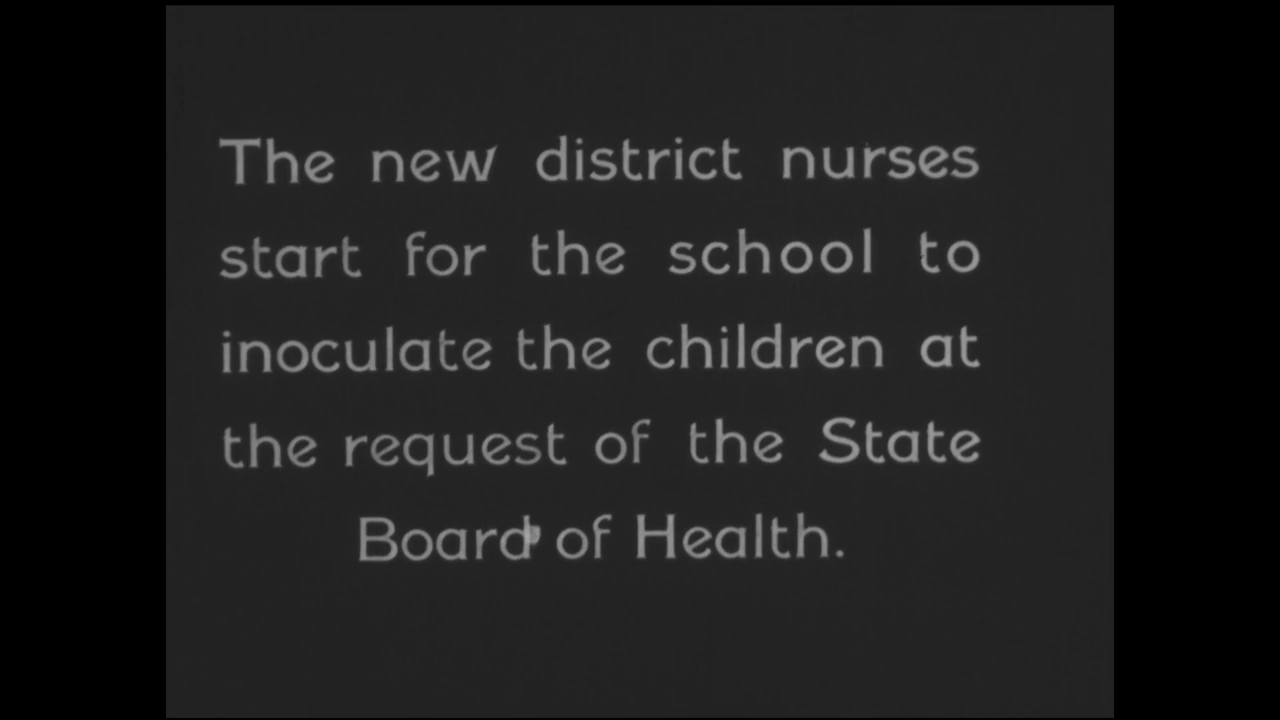 The new district nurses
start for the school to
inoculate the children at
the request of the State
Board of Health.